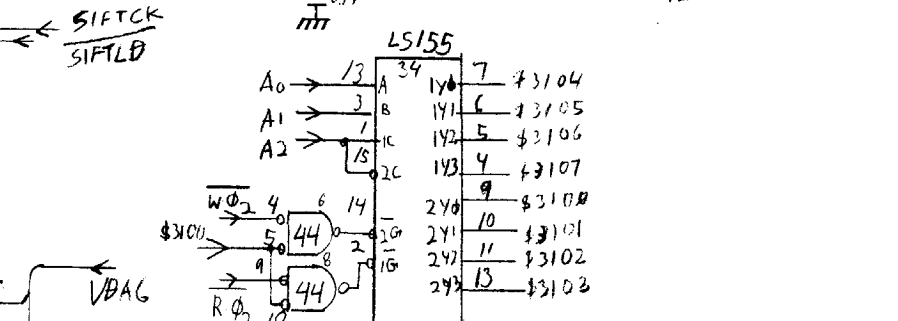 SIFTCK
SIFTLD
LS155
34
A0 13 A 1Y0 7 $3104
A1 3 B 1Y1 6 $3105
A2 1 1C 1Y2 5 $3106
15 2C 1Y3 4 $3107
WΦ2 4 6 14 2Y0 9 $3100
$3100 5 44 2G 2Y1 10 $3101
9 8 2 1G 2Y2 11 $3102
RΦ2 44 2Y3 13 $3103
10
VDAG